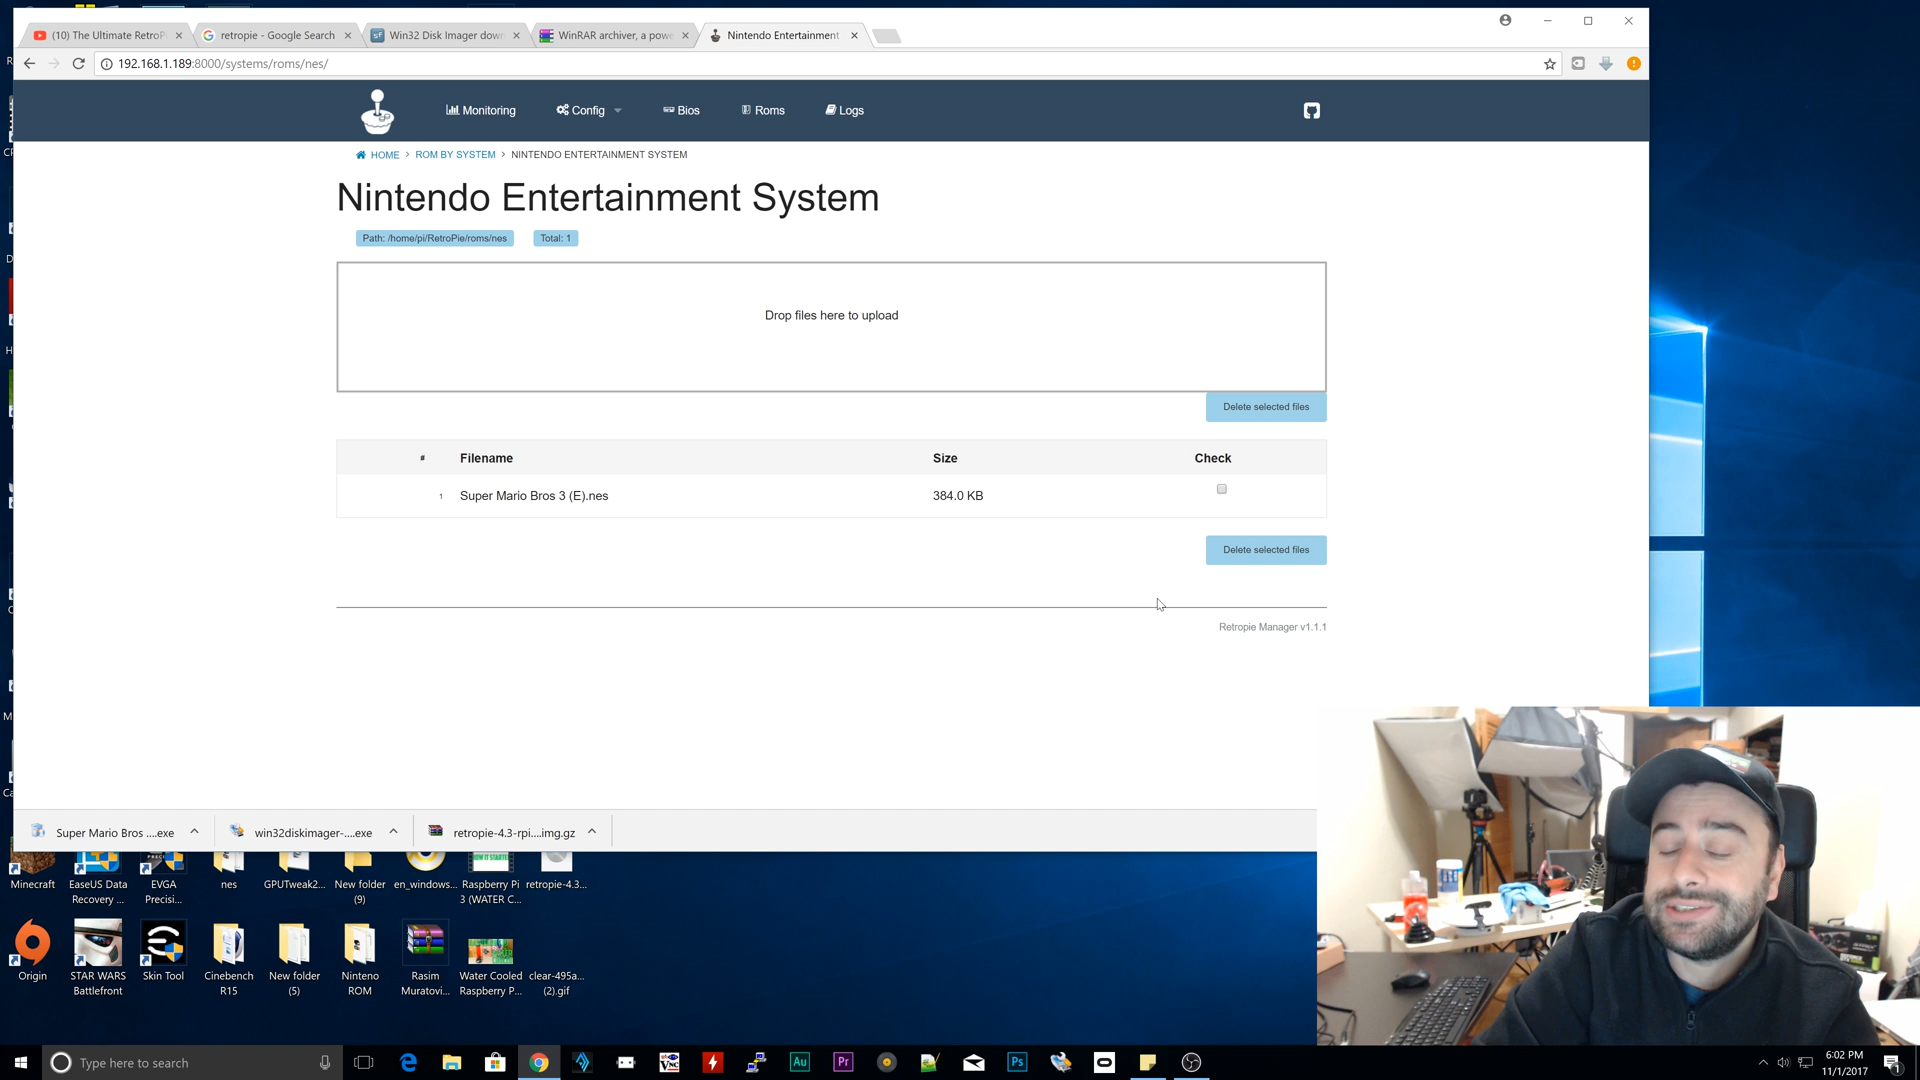 (10) The Ultimate RetroP
retropie - Google Search
Win32 Disk Imager down
WinRAR archiver, a powe
Nintendo Entertainment
192.168.1.189:8000/systems/roms/nes/
Monitoring
Config
Bios
Roms
Logs
HOME > ROM BY SYSTEM > NINTENDO ENTERTAINMENT SYSTEM
Nintendo Entertainment System
Path: /home/pi/RetroPie/roms/nes
Total: 1
Drop files here to upload
Delete selected files
# Filename Size Check
1 Super Mario Bros 3 (E).nes 384.0 KB
Delete selected files
Retropie Manager v1.1.1
Super Mario Bros ....exe
win32diskimager-....exe
retropie-4.3-rpi....img.gz
Minecraft
EaseUS Data
Recovery ...
EVGA
Precisi...
nes
GPUTweak2...
New folder
(9)
en_windows...
Raspberry Pi
3 (WATER C...
retropie-4.3...
Origin
STAR WARS
Battlefront
Skin Tool
Cinebench
R15
New folder
(5)
Ninteno
ROM
Rasim
Muratovi...
Water Cooled
Raspberry P...
clear-495a...
(2).gif
Type here to search
Au
Pr
Ps
6:02 PM
11/1/2017